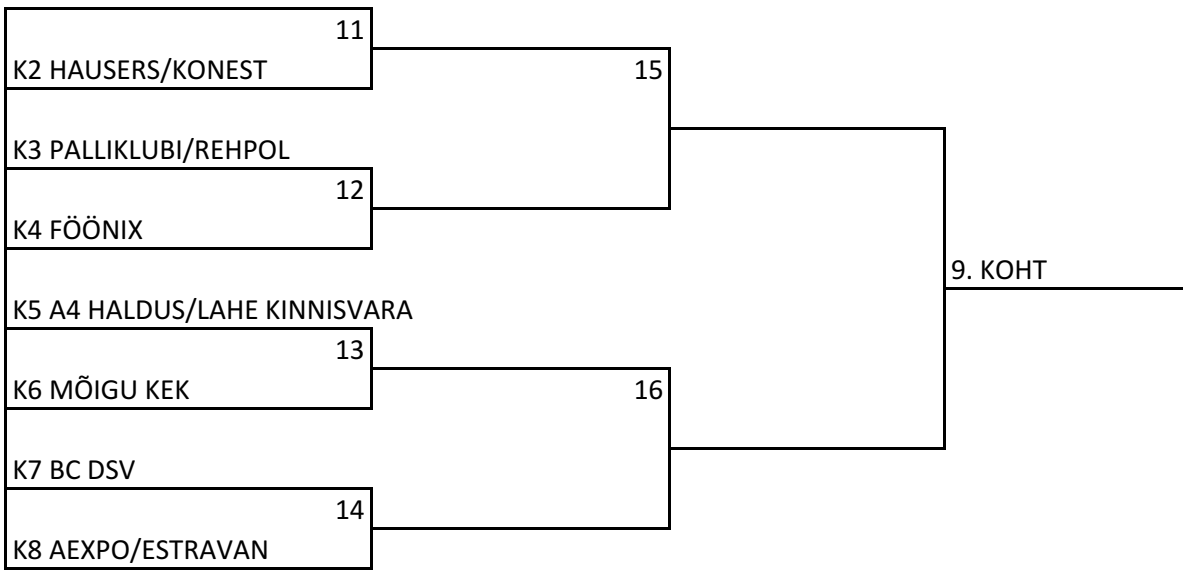 11
K2 HAUSERS/KONEST
15
K3 PALLIKLUBI/REHPOL
12
K4 FÖÖNIX
9. KOHT
K5 A4 HALDUS/LAHE KINNISVARA
13
K6 MÕIGU KEK
16
K7 BC DSV
14
K8 AEXPO/ESTRAVAN